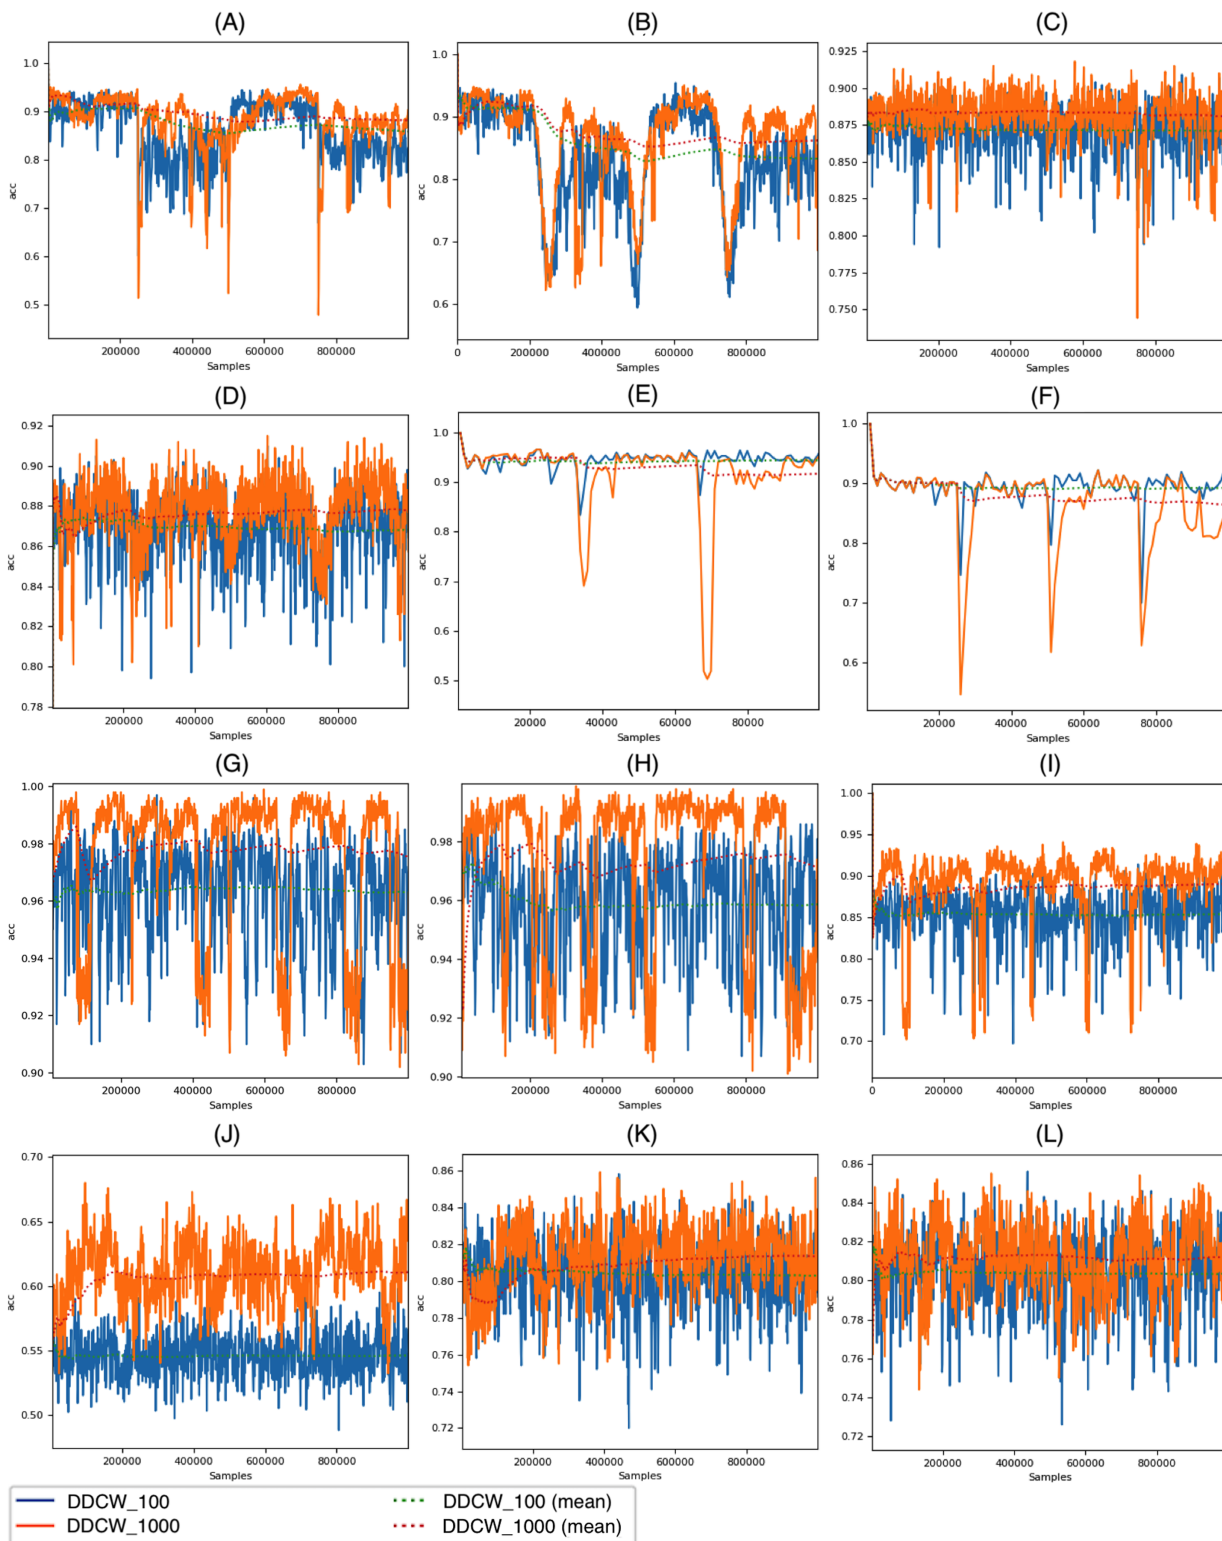 (A) (B) (C)
1.0
0.9
0.8
0.7
0.6
0.5
acc
200000 400000 600000 800000
Samples
1.0
0.9
0.8
0.7
0.6
acc
0 200000 400000 600000 800000
Samples
0.925
0.900
0.875
0.850
0.825
0.800
0.775
0.750
acc
200000 400000 600000 800000
Samples
(D) (E) (F)
0.92
0.90
0.88
0.86
0.84
0.82
0.80
0.78
acc
200000 400000 600000 800000
Samples
1.0
0.9
0.8
0.7
0.6
0.5
acc
20000 40000 60000 80000
Samples
1.0
0.9
0.8
0.7
0.6
acc
20000 40000 60000 80000
Samples
(G) (H) (I)
1.00
0.98
0.96
0.94
0.92
0.90
acc
200000 400000 600000 800000
Samples
0.98
0.96
0.94
0.92
0.90
acc
200000 400000 600000 800000
Samples
1.00
0.95
0.90
0.85
0.80
0.75
0.70
acc
0 200000 400000 600000 800000
Samples
(J) (K) (L)
0.70
0.65
0.60
0.55
0.50
acc
200000 400000 600000 800000
Samples
0.86
0.84
0.82
0.80
0.78
0.76
0.74
0.72
acc
200000 400000 600000 800000
Samples
0.86
0.84
0.82
0.80
0.78
0.76
0.74
0.72
acc
200000 400000 600000 800000
Samples
DDCW_100 DDCW_100 (mean)
DDCW_1000 DDCW_1000 (mean)